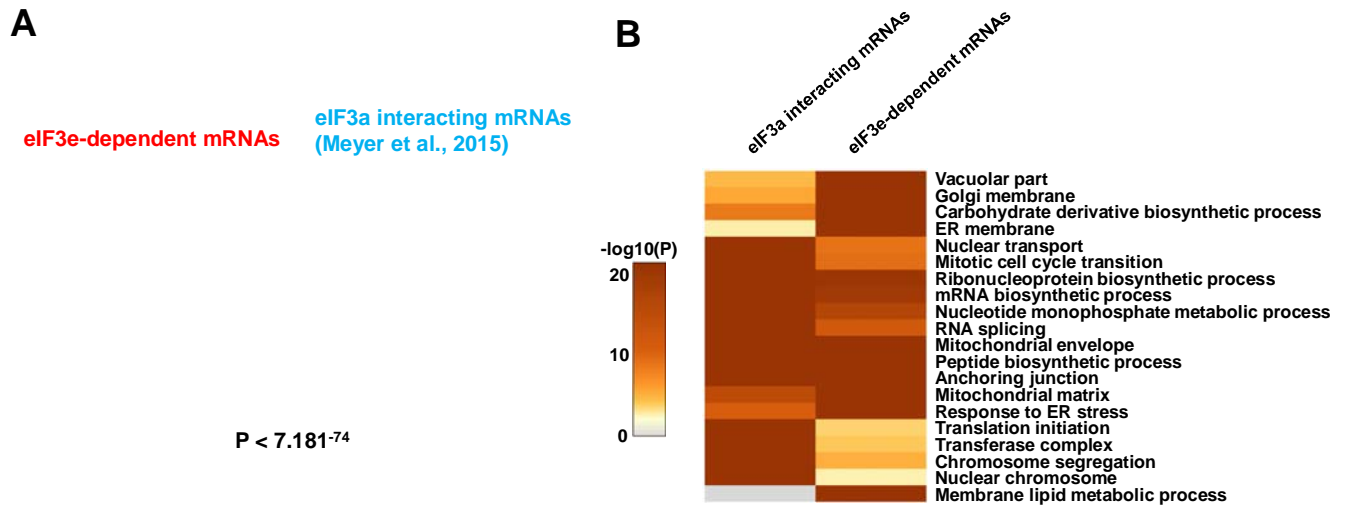 A
eIF3e-dependent mRNAs
eIF3a interacting mRNAs
(Meyer et al., 2015)
P < 7.181-74
B
eIF3a interacting mRNAs
eIF3e-dependent mRNAs
-log10(P)
20
10
0
Vacuolar part
Golgi membrane
Carbohydrate derivative biosynthetic process
ER membrane
Nuclear transport
Mitotic cell cycle transition
Ribonucleoprotein biosynthetic process
mRNA biosynthetic process
Nucleotide monophosphate metabolic process
RNA splicing
Mitochondrial envelope
Peptide biosynthetic process
Anchoring junction
Mitochondrial matrix
Response to ER stress
Translation initiation
Transferase complex
Chromosome segregation
Nuclear chromosome
Membrane lipid metabolic process